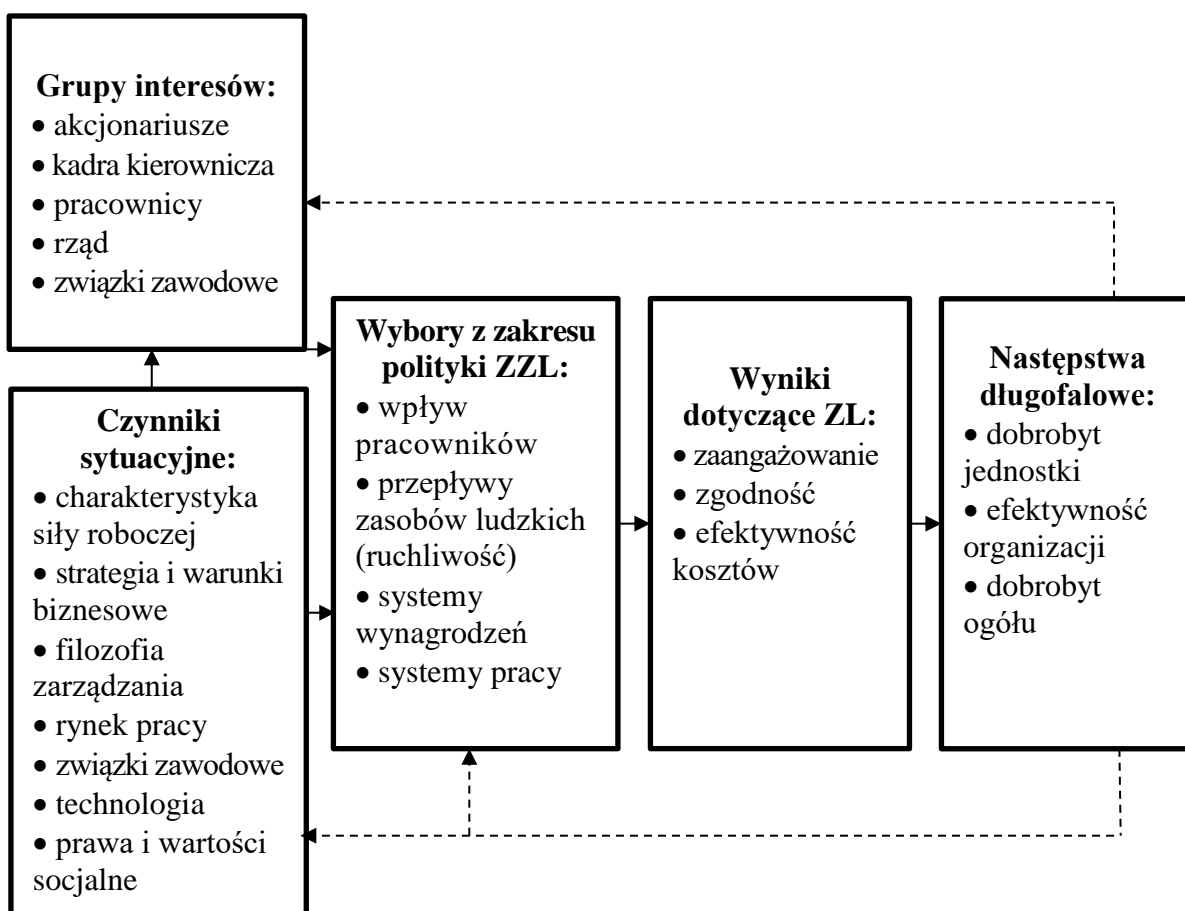 Grupy interesów:
• akcjonariusze
• kadra kierownicza
• pracownicy
• rząd
• związki zawodowe
Czynniki
sytuacyjne:
• charakterystyka
siły roboczej
• strategia i warunki
biznesowe
• filozofia
zarządzania
• rynek pracy
• związki zawodowe
• technologia
• prawa i wartości
socjalne
Wybory z zakresu
polityki ZZL:
• wpływ
pracowników
• przepływy
zasobów ludzkich
(ruchliwość)
• systemy
wynagrodzeń
• systemy pracy
Wyniki
dotyczące ZL:
• zaangażowanie
• zgodność
• efektywność
kosztów
Następstwa
długofalowe:
• dobrobyt
jednostki
• efektywność
organizacji
• dobrobyt
ogółu